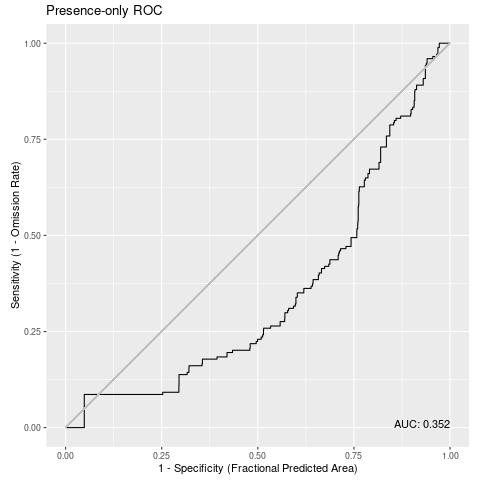 Presence-only ROC
1.00
0.75
0.50
0.25
0.00
Sensitivity (1 - Omission Rate)
AUC: 0.352
0.00 0.25 0.50 0.75 1.00
1 - Specificity (Fractional Predicted Area)